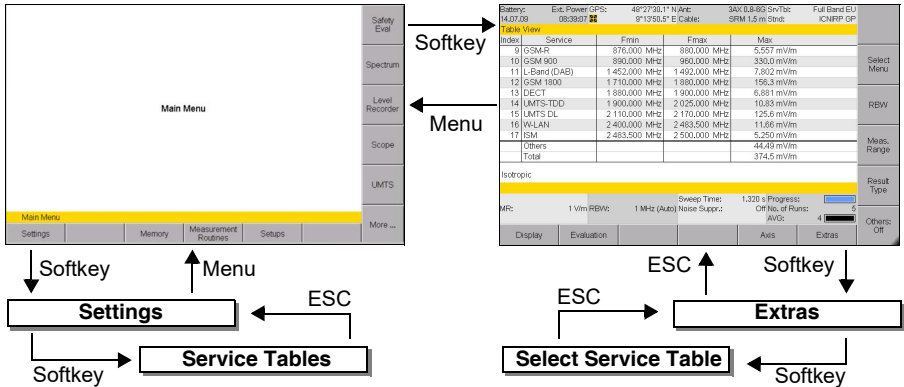 Main Menu
Safety
Eval
Spectrum
Level
Recorder
Scope
UMTS
More ...
Main Menu
Settings Memory Measurement
Routines Setups
Softkey
Menu
Battery: Ext. Power GPS: 48°27'30.1" N Ant: 3AX 0.8-6G SrvTbl: Full Band EU
14.07.09 08:39:07 9°13'50.5" E Cable: SRM 1.5 m Stnd: ICNIRP GP
Table View
Index Service Fmin Fmax Max
9 GSM-R 876.000 MHz 880.000 MHz 5.557 mV/m
10 GSM 900 890.000 MHz 960.000 MHz 330.0 mV/m
11 L-Band (DAB) 1 452.000 MHz 1 492.000 MHz 7.802 mV/m
12 GSM 1800 1 710.000 MHz 1 880.000 MHz 156.3 mV/m
13 DECT 1 880.000 MHz 1 900.000 MHz 6.881 mV/m
14 UMTS-TDD 1 900.000 MHz 2 025.000 MHz 10.83 mV/m
15 UMTS DL 2 110.000 MHz 2 170.000 MHz 125.6 mV/m
16 W-LAN 2 400.000 MHz 2 483.500 MHz 11.66 mV/m
17 ISM 2 483.500 MHz 2 500.000 MHz 5.250 mV/m
Others 44.49 mV/m
Total 374.5 mV/m
Isotropic
Sweep Time: 1.320 s Progress:
MR: 1 V/m RBW: 1 MHz (Auto) Noise Suppr.: Off No. of Runs: 5
AVG: 4
Display Evaluation Axis Extras
Select
Menu
RBW
Meas.
Range
Result
Type
Others:
Off
Softkey
Menu
Settings
ESC
Softkey
Service Tables
ESC
Softkey
Extras
ESC
Select Service Table
Softkey